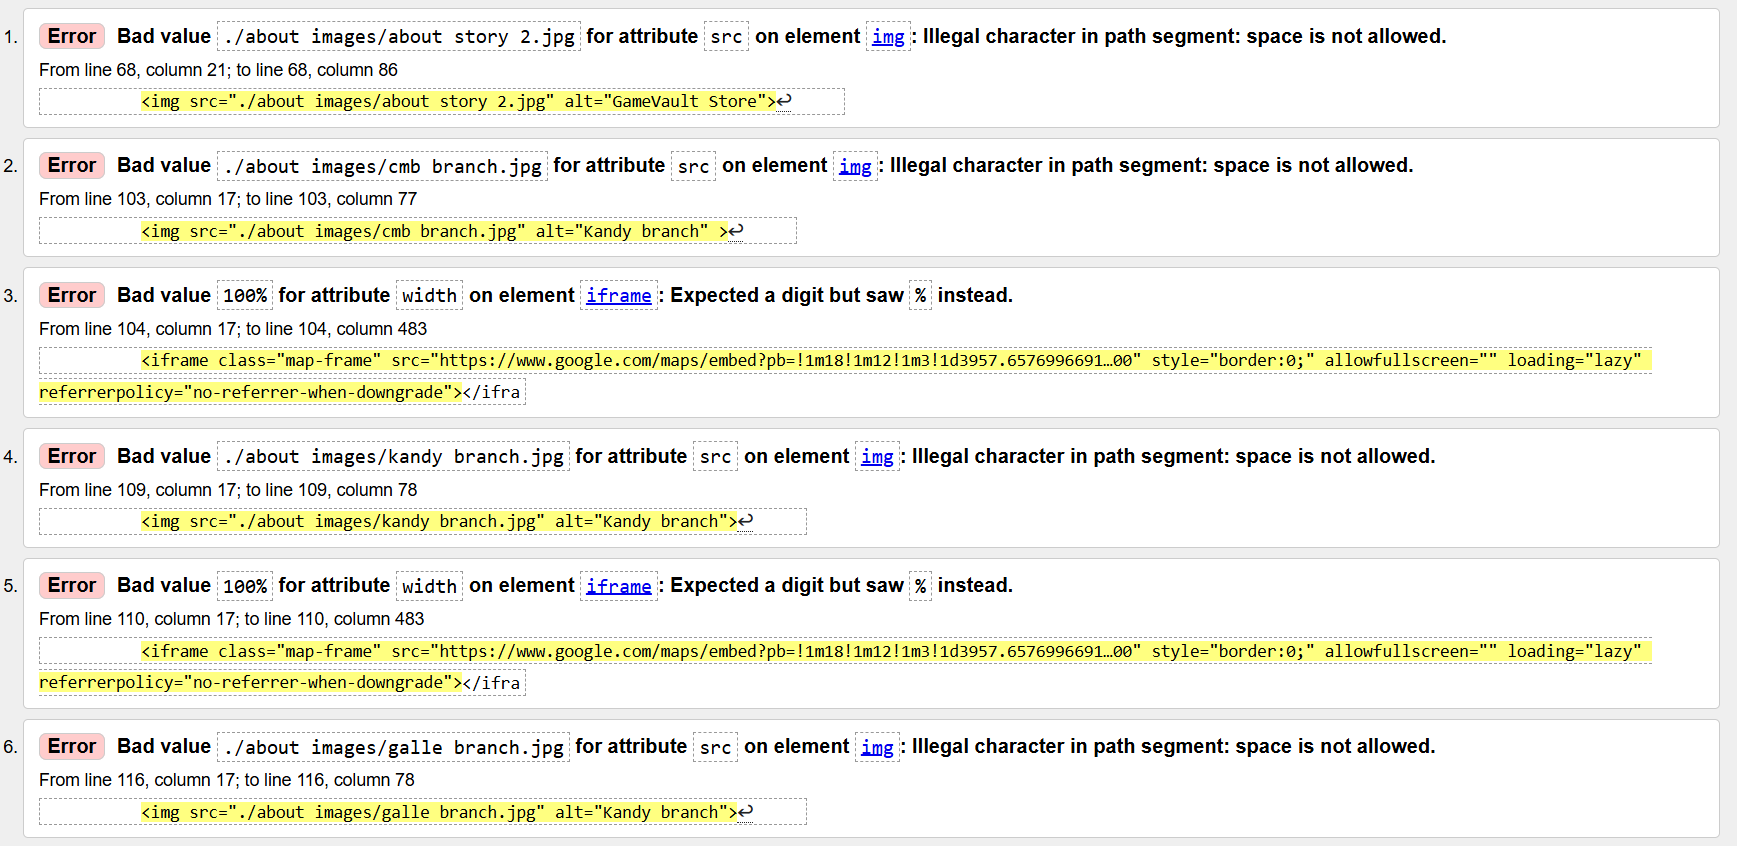 1. Error Bad value ./about images/about story 2.jpg for attribute src on element img: Illegal character in path segment: space is not allowed.
From line 68, column 21; to line 68, column 86
<img src="./about images/about story 2.jpg" alt="GameVault Store">↩
2. Error Bad value ./about images/cmb branch.jpg for attribute src on element img: Illegal character in path segment: space is not allowed.
From line 103, column 17; to line 103, column 77
<img src="./about images/cmb branch.jpg" alt="Kandy branch" >↩
3. Error Bad value 100% for attribute width on element iframe: Expected a digit but saw % instead.
From line 104, column 17; to line 104, column 483
<iframe class="map-frame" src="https://www.google.com/maps/embed?pb=!1m18!1m12!1m3!1d3957.6576996691…00" style="border:0;" allowfullscreen="" loading="lazy"
referrerpolicy="no-referrer-when-downgrade"></ifra
4. Error Bad value ./about images/kandy branch.jpg for attribute src on element img: Illegal character in path segment: space is not allowed.
From line 109, column 17; to line 109, column 78
<img src="./about images/kandy branch.jpg" alt="Kandy branch">↩
5. Error Bad value 100% for attribute width on element iframe: Expected a digit but saw % instead.
From line 110, column 17; to line 110, column 483
<iframe class="map-frame" src="https://www.google.com/maps/embed?pb=!1m18!1m12!1m3!1d3957.6576996691…00" style="border:0;" allowfullscreen="" loading="lazy"
referrerpolicy="no-referrer-when-downgrade"></ifra
6. Error Bad value ./about images/galle branch.jpg for attribute src on element img: Illegal character in path segment: space is not allowed.
From line 116, column 17; to line 116, column 78
<img src="./about images/galle branch.jpg" alt="Kandy branch">↩